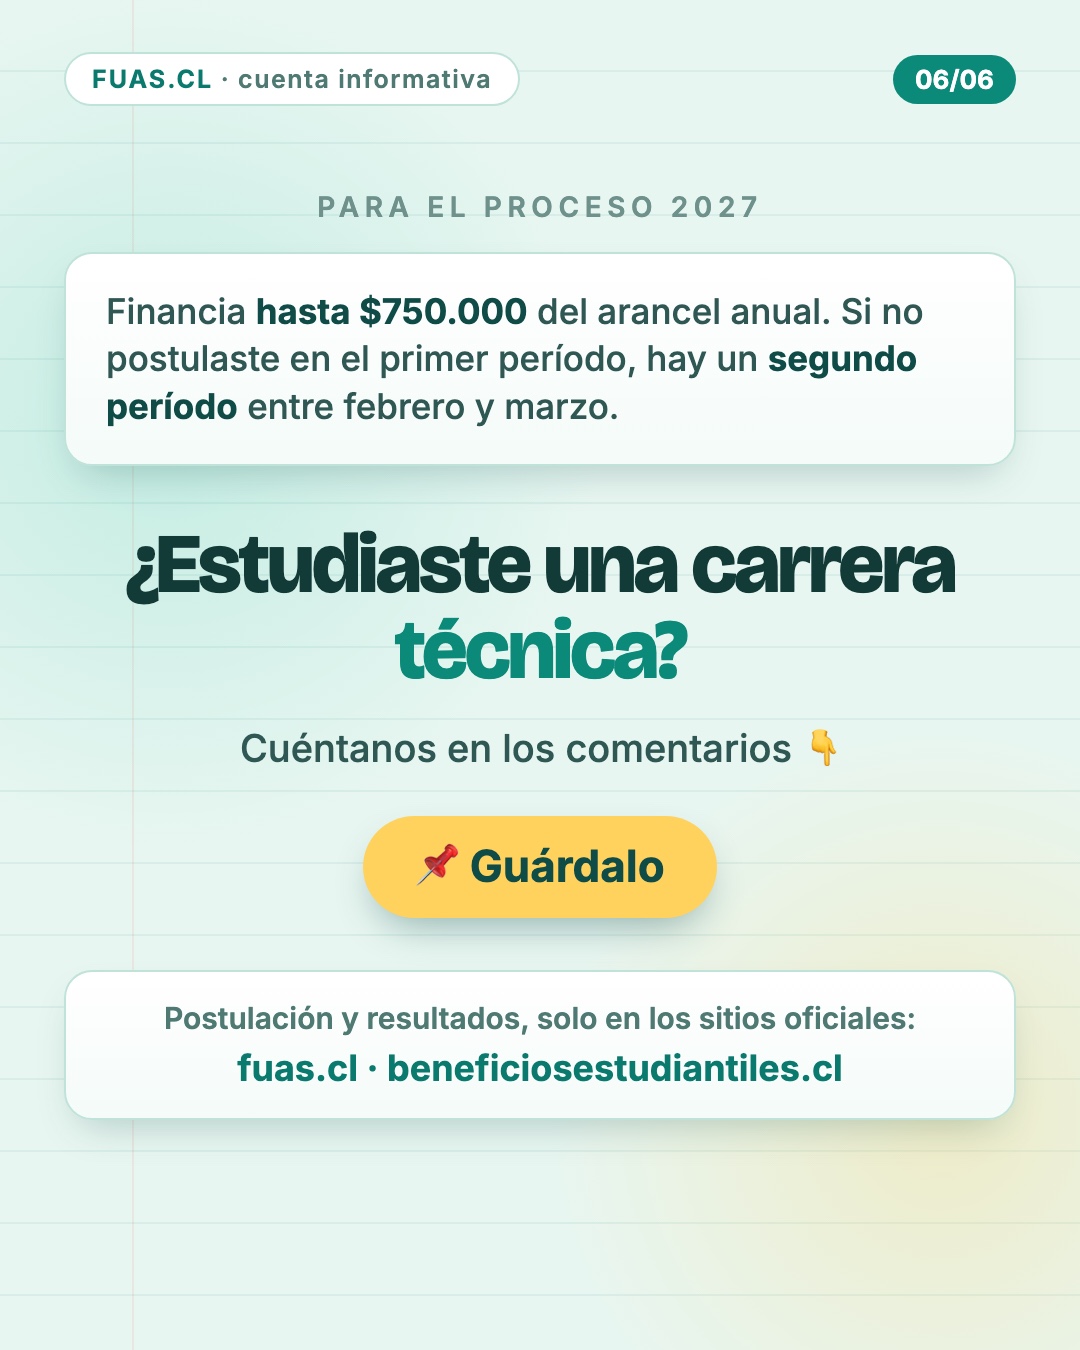 FUAS.CL · cuenta informativa
06/06
PARA EL PROCESO 2027
Financia hasta $750.000 del arancel anual. Si no
postulaste en el primer período, hay un segundo
período entre febrero y marzo.
¿Estudiaste una carrera
técnica?
Cuéntanos en los comentarios 👇
📌 Guárdalo
Postulación y resultados, solo en los sitios oficiales:
fuas.cl · beneficiosestudiantiles.cl